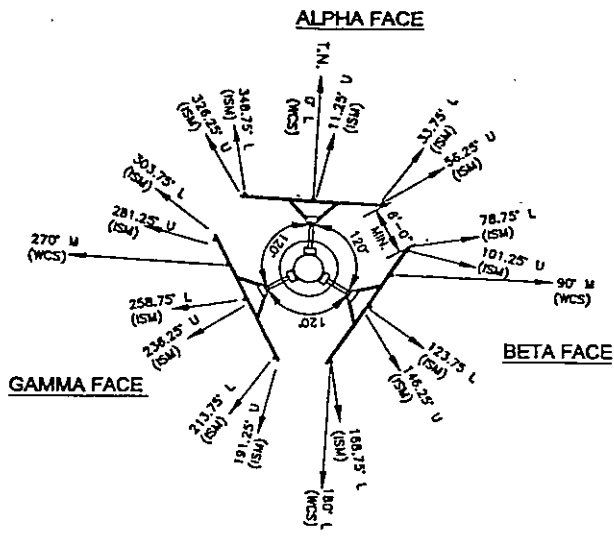 ALPHA FACE
T.N.
0° L
(WCS)
11.25° U
(ISM)
348.75° L
(ISM)
326.25° U
(ISM)
33.75° L
(ISM)
56.25° U
(ISM)
303.75° L
(ISM)
281.25° U
(ISM)
6'-0"
MIN.
78.75° L
(ISM)
101.25° U
(ISM)
270° M
(WCS)
90° M
(WCS)
120°
120°
120°
258.75° L
(ISM)
236.25° U
(ISM)
123.75 L
(ISM)
146.25° U
(ISM)
BETA FACE
GAMMA FACE
213.75° L
(ISM)
191.25° U
(ISM)
168.75° L
(ISM)
180° L
(WCS)